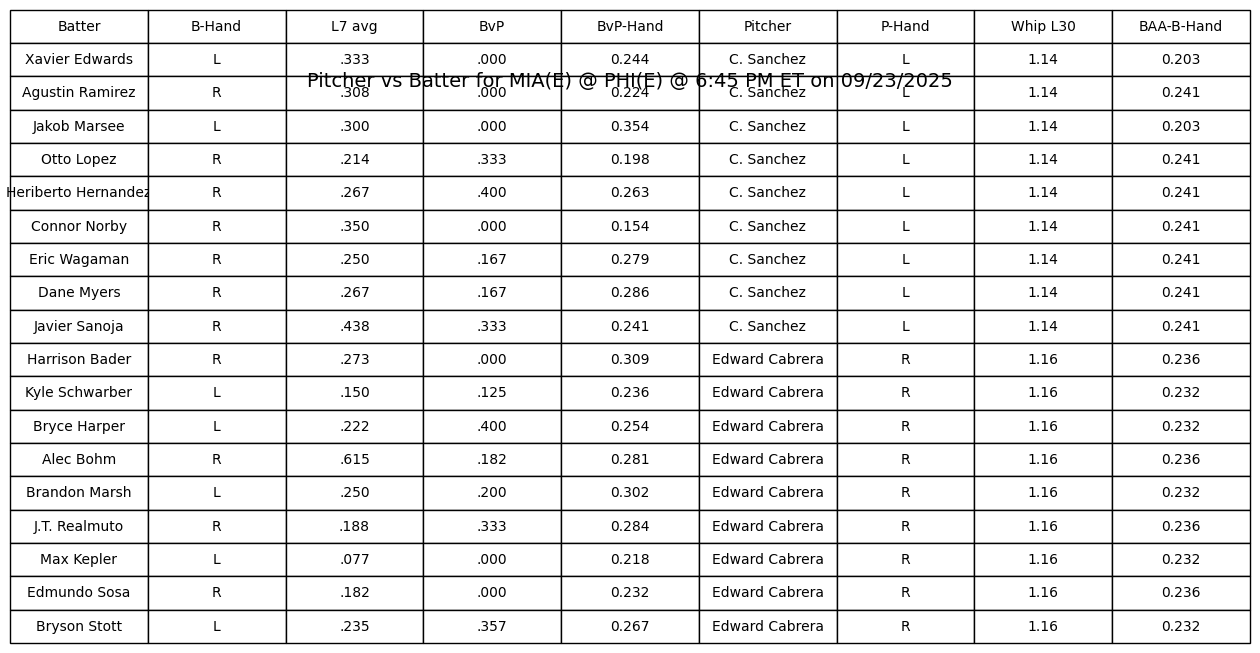 Batter B-Hand L7 avg BvP BvP-Hand Pitcher P-Hand Whip L30 BAA-B-Hand
Xavier Edwards L .333 .000 0.244 C. Sanchez L 1.14 0.203
Pitcher vs Batter for MIA(E) @ PHI(E) @ 6:45 PM ET on 09/23/2025
Agustin Ramirez R .308 .000 0.224 C. Sanchez L 1.14 0.241
Jakob Marsee L .300 .000 0.354 C. Sanchez L 1.14 0.203
Otto Lopez R .214 .333 0.198 C. Sanchez L 1.14 0.241
Heriberto Hernandez R .267 .400 0.263 C. Sanchez L 1.14 0.241
Connor Norby R .350 .000 0.154 C. Sanchez L 1.14 0.241
Eric Wagaman R .250 .167 0.279 C. Sanchez L 1.14 0.241
Dane Myers R .267 .167 0.286 C. Sanchez L 1.14 0.241
Javier Sanoja R .438 .333 0.241 C. Sanchez L 1.14 0.241
Harrison Bader R .273 .000 0.309 Edward Cabrera R 1.16 0.236
Kyle Schwarber L .150 .125 0.236 Edward Cabrera R 1.16 0.232
Bryce Harper L .222 .400 0.254 Edward Cabrera R 1.16 0.232
Alec Bohm R .615 .182 0.281 Edward Cabrera R 1.16 0.236
Brandon Marsh L .250 .200 0.302 Edward Cabrera R 1.16 0.232
J.T. Realmuto R .188 .333 0.284 Edward Cabrera R 1.16 0.236
Max Kepler L .077 .000 0.218 Edward Cabrera R 1.16 0.232
Edmundo Sosa R .182 .000 0.232 Edward Cabrera R 1.16 0.236
Bryson Stott L .235 .357 0.267 Edward Cabrera R 1.16 0.232